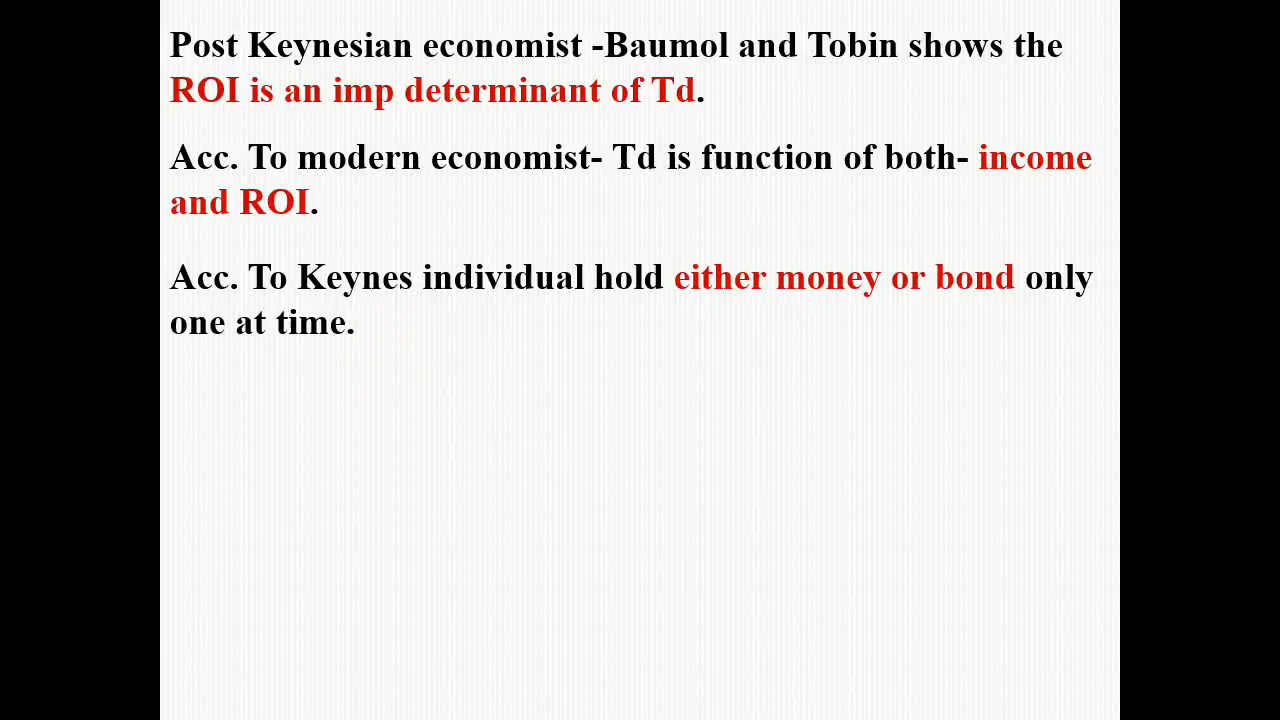 Post Keynesian economist -Baumol and Tobin shows the
ROI is an imp determinant of Td.
Acc. To modern economist- Td is function of both- income
and ROI.
Acc. To Keynes individual hold either money or bond only
one at time.